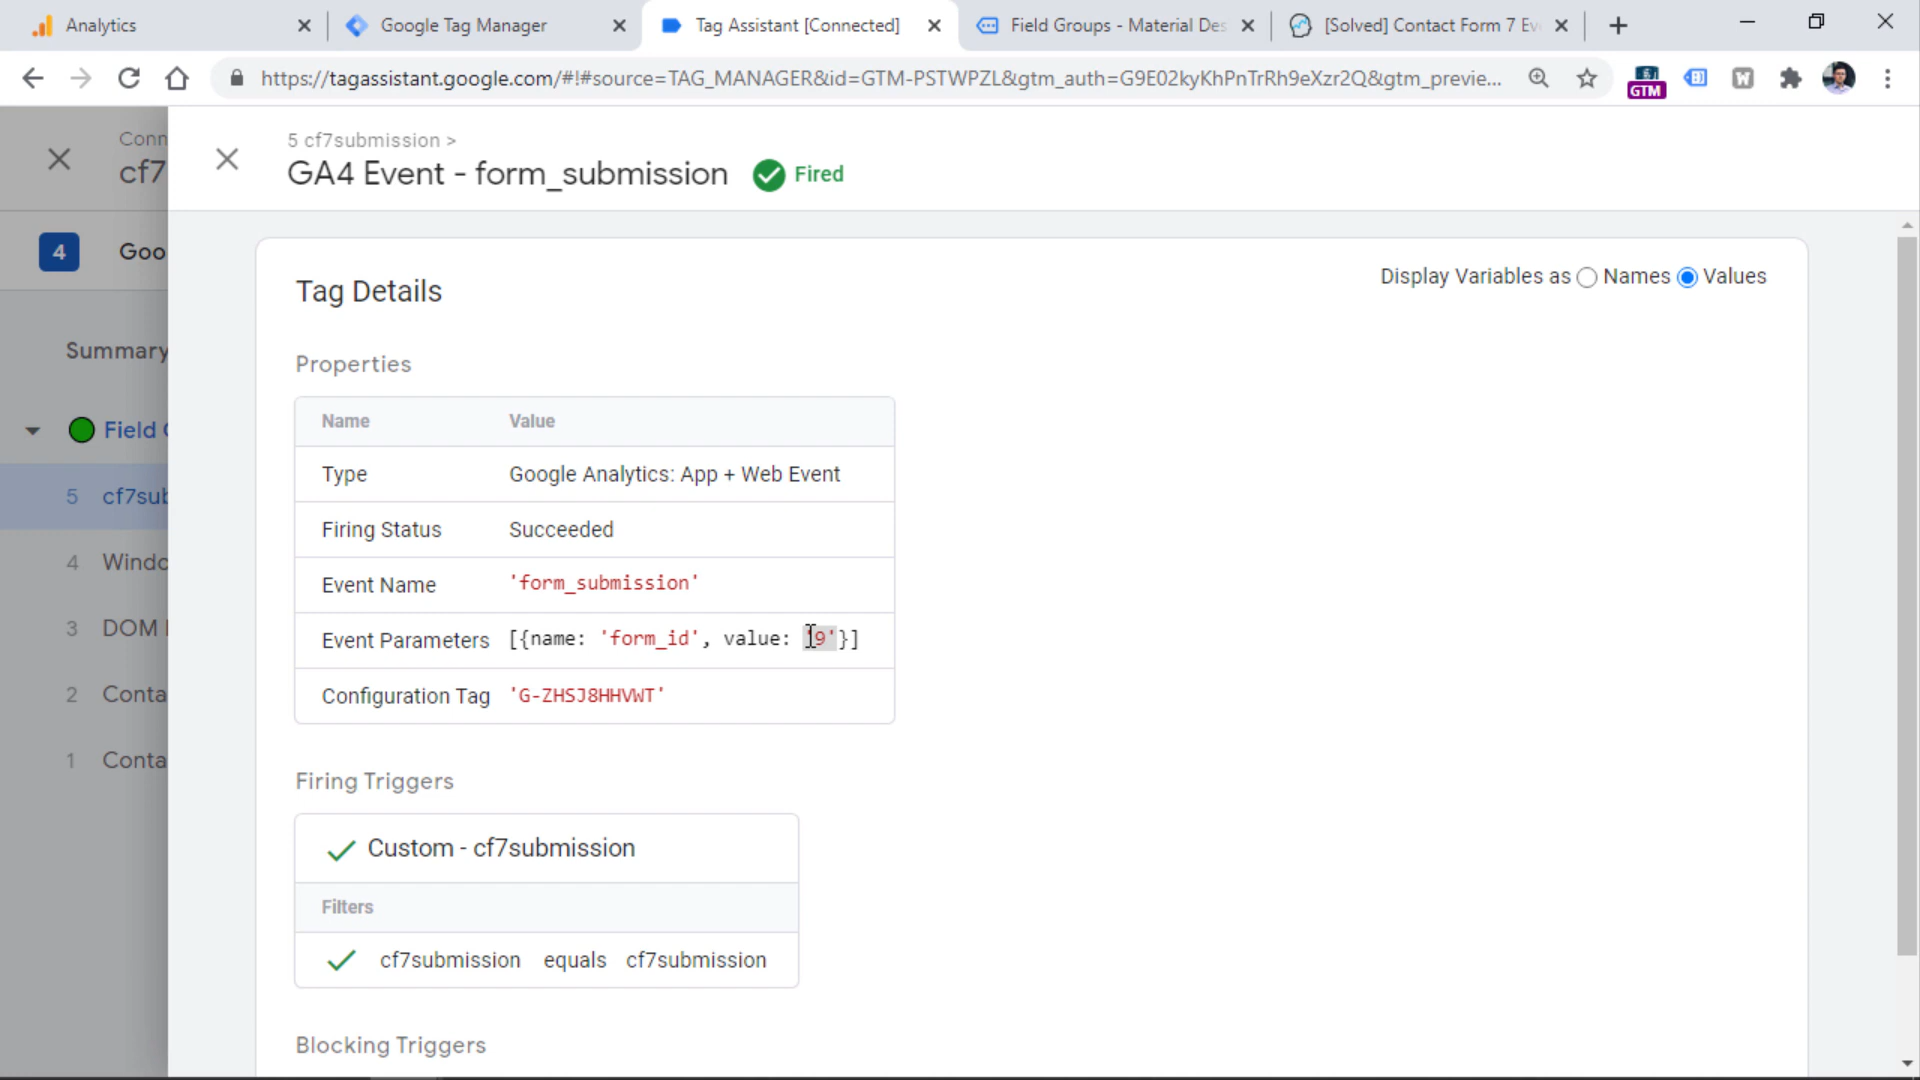 Analytics
Google Tag Manager
Tag Assistant [Connected]
Field Groups - Material Des
[Solved] Contact Form 7 Ev
https://tagassistant.google.com/#!#source=TAG_MANAGER&id=GTM-PSTWPZL&gtm_auth=G9E02kyKhPnTrRh9eXzr2Q&gtm_previe...
GTM
W
Conn
cf7
5 cf7submission >
GA4 Event - form_submission
Fired
4
Goo
Summary
Field
5 cf7sub
4 Windo
3 DOM
2 Conta
1 Conta
Tag Details
Display Variables as Names Values
Properties
Name Value
Type Google Analytics: App + Web Event
Firing Status Succeeded
Event Name 'form_submission'
Event Parameters [{name: 'form_id', value: '9'}]
Configuration Tag 'G-ZHSJ8HHVWT'
Firing Triggers
Custom - cf7submission
Filters
cf7submission equals cf7submission
Blocking Triggers